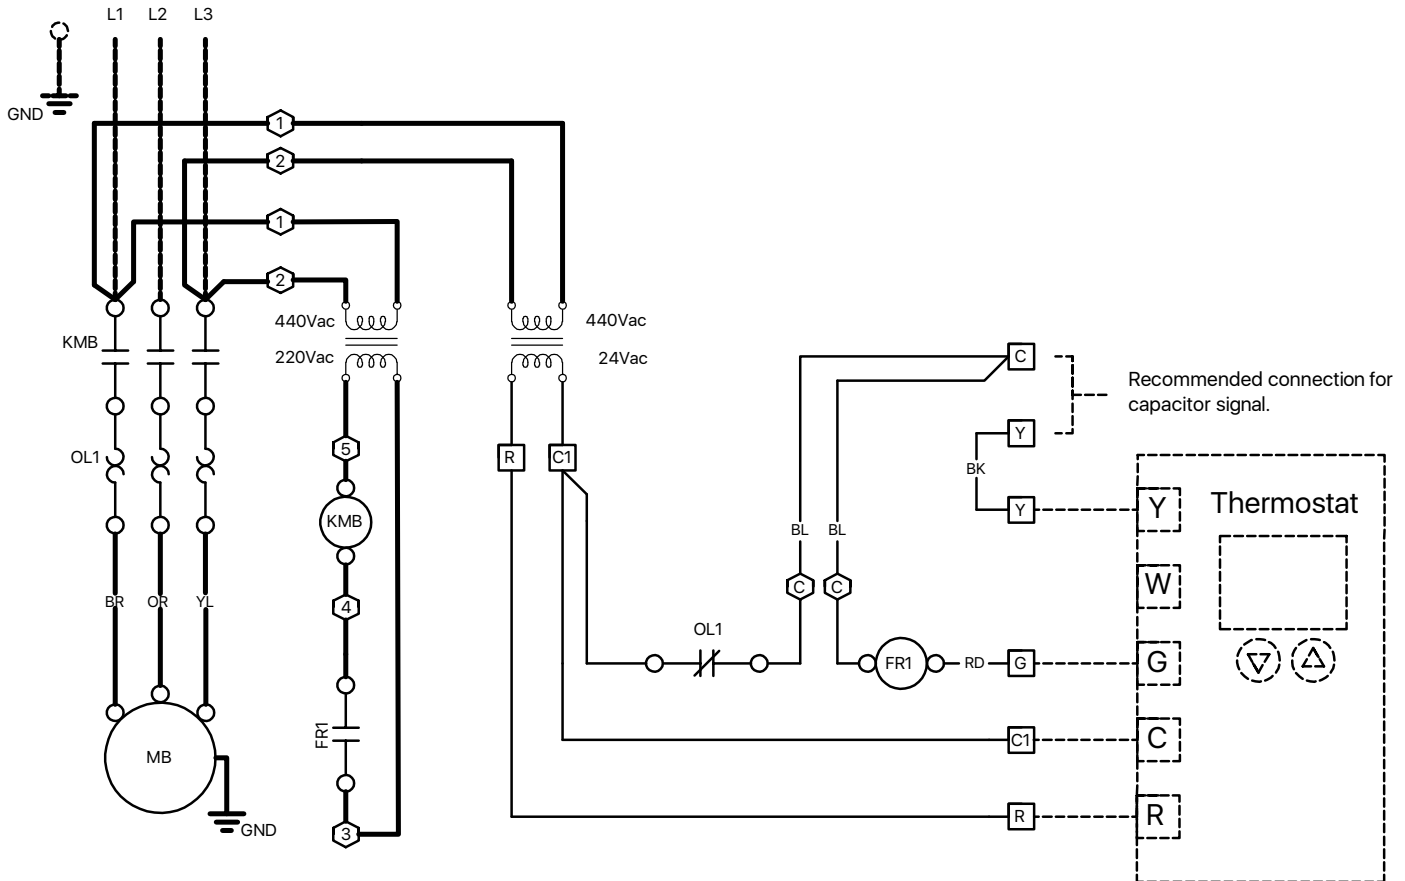 L1 L2 L3
GND
1
2
1
2
440Vac
440Vac
KMB
220Vac
24Vac
C
Recommended connection for
capacitor signal.
Y
5
OL1
R C1
BK
KMB
Y
Y Thermostat
BL BL
C C
W
BR OR YL
4
OL1
FR1 RD G G
FR1
C1 C
MB
R R
GND
3